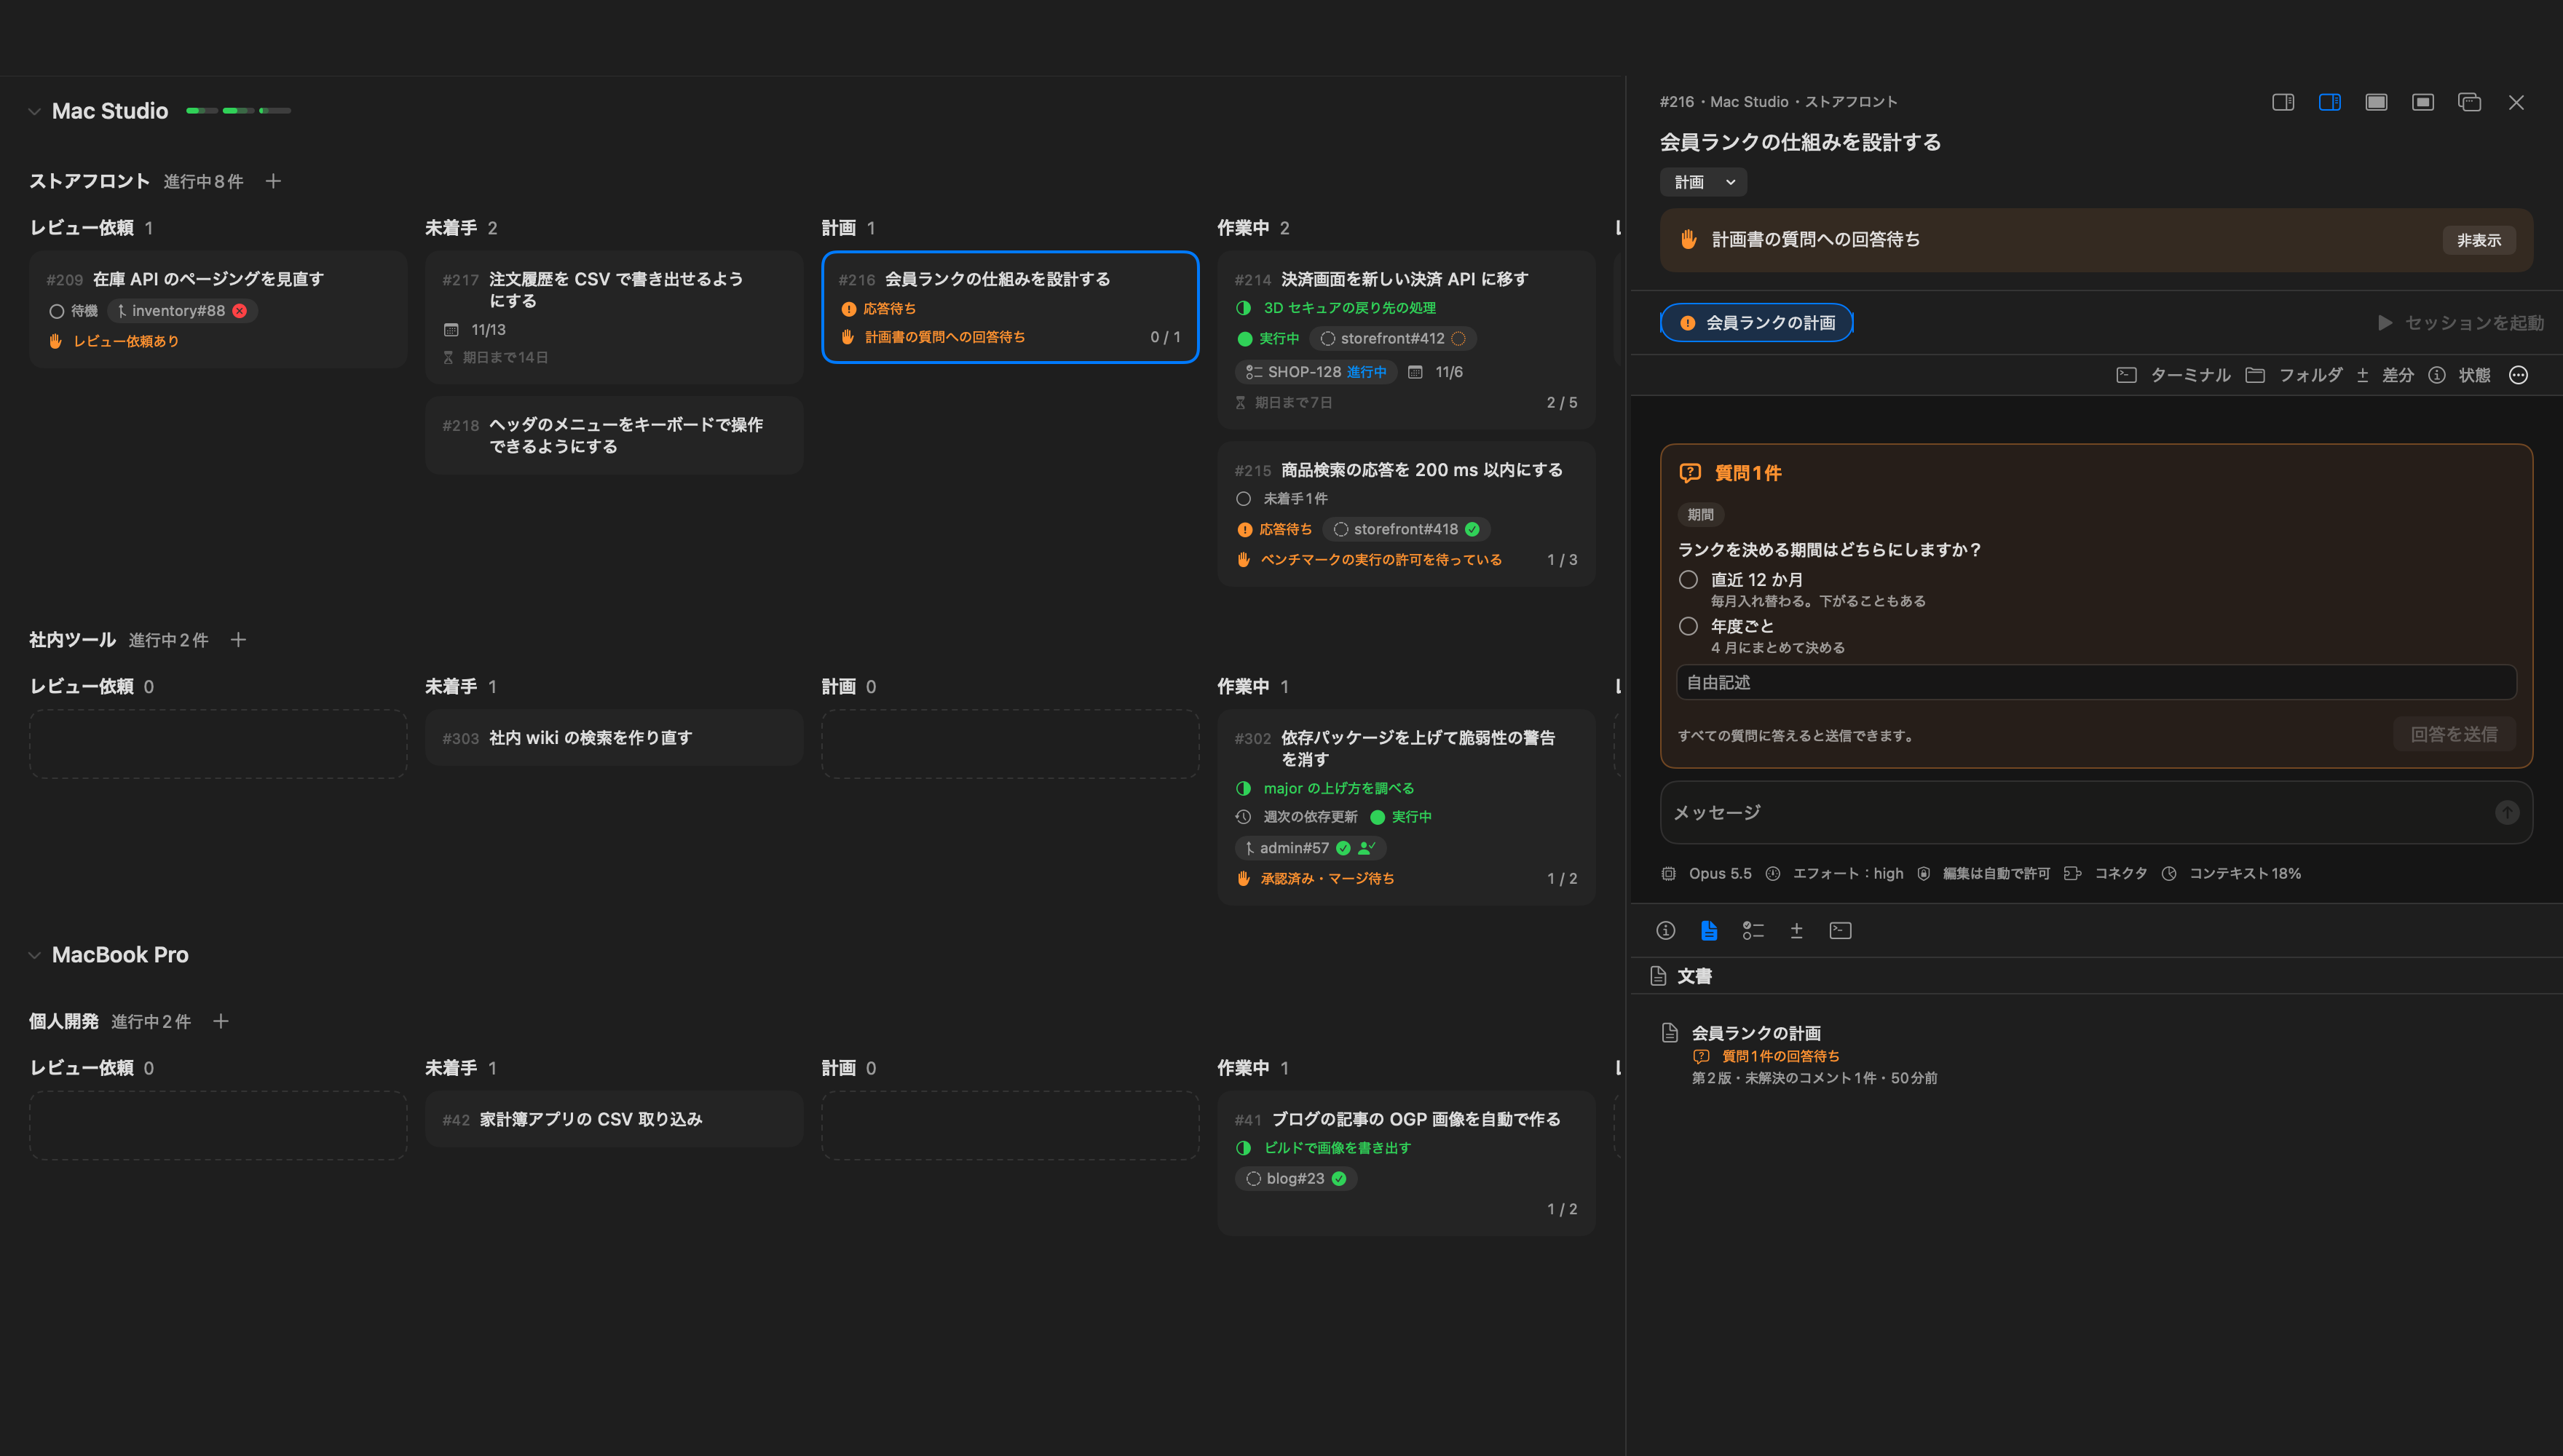 Mac Studio
ストアフロント 進行中8件
レビュー依頼 1
#209 在庫 API のページングを見直す
待機 inventory#88
レビュー依頼あり
未着手 2
#217 注文履歴を CSV で書き出せるよう
にする
11/13
期日まで14日
#218 ヘッダのメニューをキーボードで操作
できるようにする
計画 1
#216 会員ランクの仕組みを設計する
応答待ち
計画書の質問への回答待ち 0 / 1
作業中 2
#214 決済画面を新しい決済 API に移す
3D セキュアの戻り先の処理
実行中 storefront#412
SHOP-128 進行中 11/6
期日まで7日 2 / 5
#215 商品検索の応答を 200 ms 以内にする
未着手1件
応答待ち storefront#418
ベンチマークの実行の許可を待っている 1 / 3
社内ツール 進行中2件
レビュー依頼 0
未着手 1
#303 社内 wiki の検索を作り直す
計画 0
作業中 1
#302 依存パッケージを上げて脆弱性の警告
を消す
major の上げ方を調べる
週次の依存更新 実行中
admin#57
承認済み・マージ待ち 1 / 2
MacBook Pro
個人開発 進行中2件
レビュー依頼 0
未着手 1
#42 家計簿アプリの CSV 取り込み
計画 0
作業中 1
#41 ブログの記事の OGP 画像を自動で作る
ビルドで画像を書き出す
blog#23
1 / 2
#216・Mac Studio・ストアフロント
会員ランクの仕組みを設計する
計画
計画書の質問への回答待ち 非表示
会員ランクの計画 セッションを起動
ターミナル フォルダ 差分 状態
質問1件
期間
ランクを決める期間はどちらにしますか？
直近 12 か月
毎月入れ替わる。下がることもある
年度ごと
4 月にまとめて決める
自由記述
すべての質問に答えると送信できます。 回答を送信
メッセージ
Opus 5.5 エフォート：high 編集は自動で許可 コネクタ コンテキスト18%
文書
会員ランクの計画
質問1件の回答待ち
第2版・未解決のコメント1件・50分前